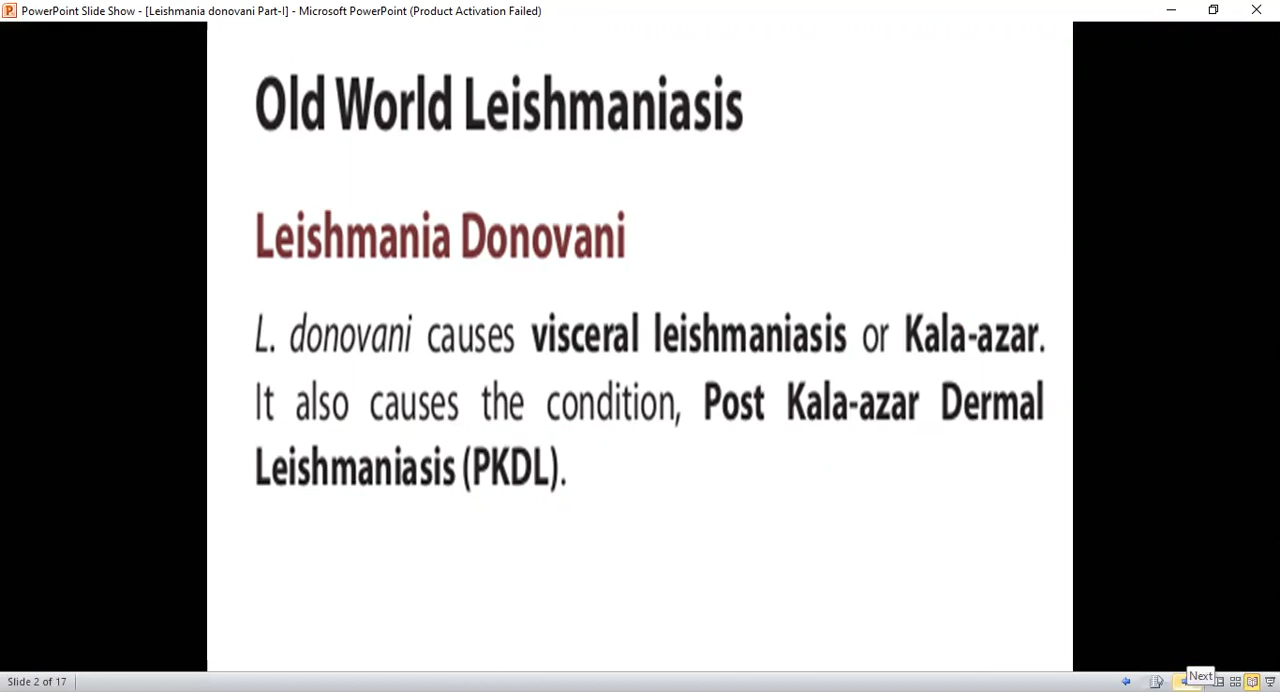 PowerPoint Slide Show - [Leishmania donovani Part-I] - Microsoft PowerPoint (Product Activation Failed)
Old World Leishmaniasis
Leishmania Donovani
L. donovani causes visceral leishmaniasis or Kala-azar.
It also causes the condition, Post Kala-azar Dermal
Leishmaniasis (PKDL).
Slide 2 of 17
Next